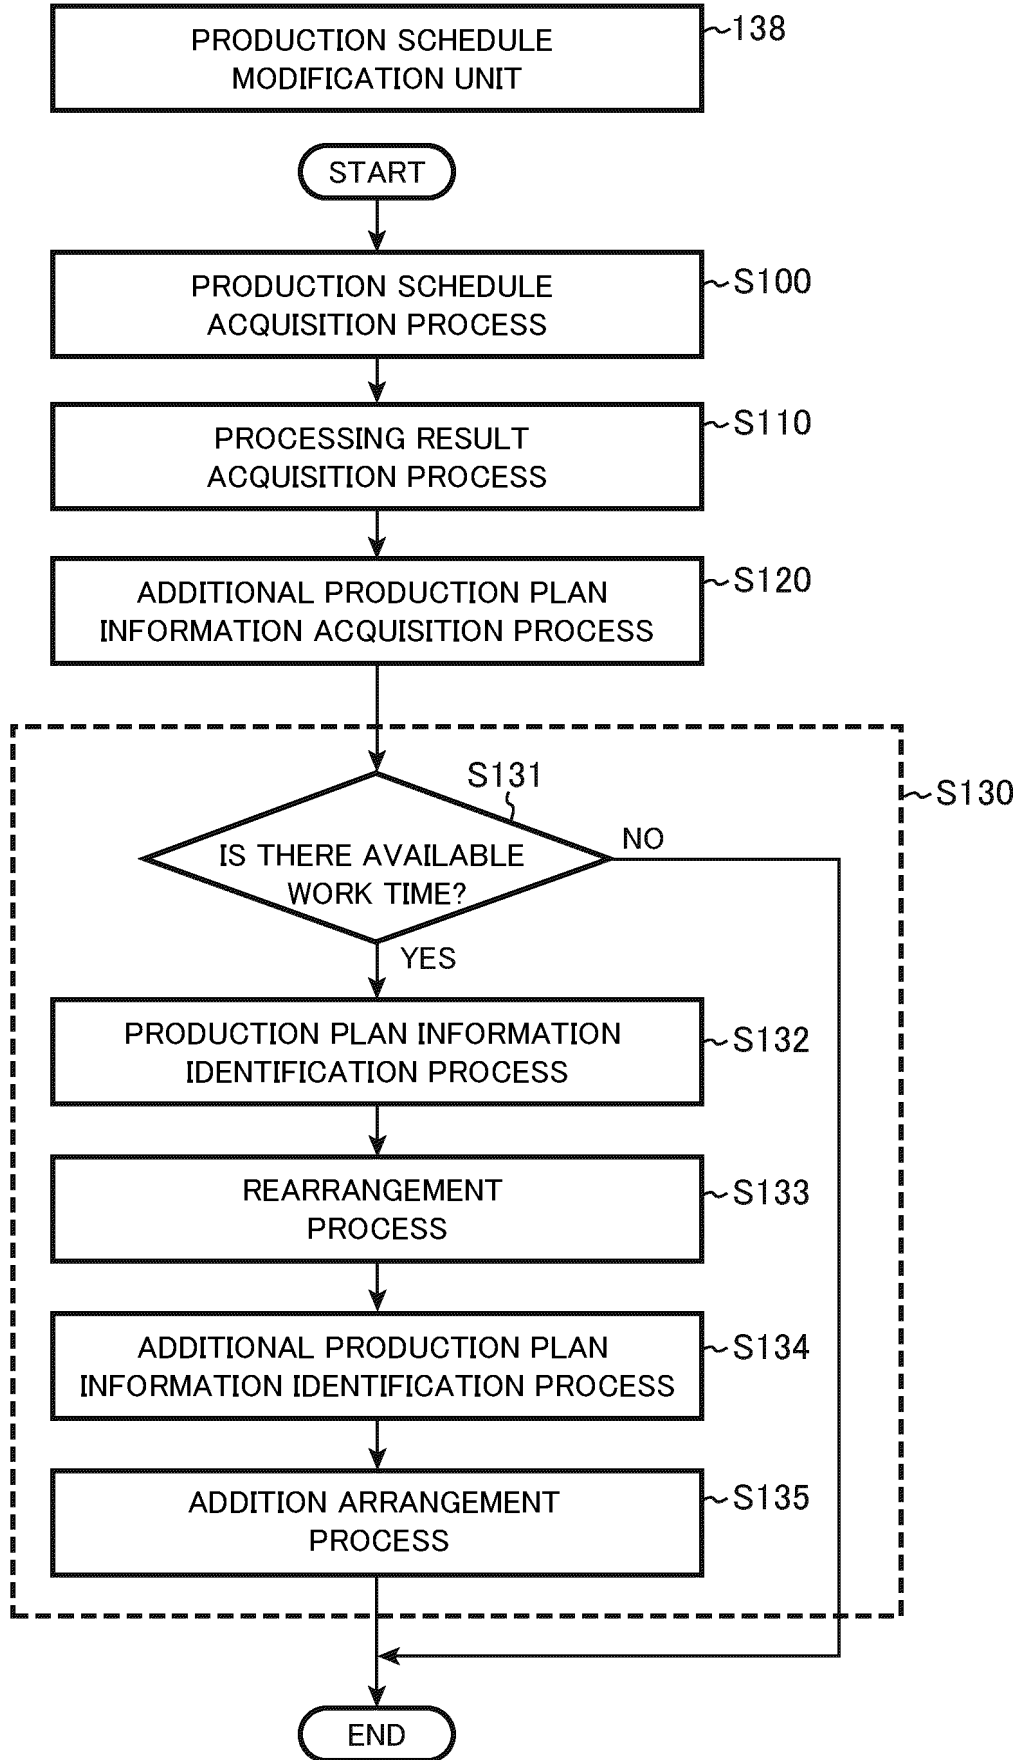 PRODUCTION SCHEDULE
MODIFICATION UNIT
138
START
PRODUCTION SCHEDULE
ACQUISITION PROCESS
S100
PROCESSING RESULT
ACQUISITION PROCESS
S110
ADDITIONAL PRODUCTION PLAN
INFORMATION ACQUISITION PROCESS
S120
S130
S131
IS THERE AVAILABLE
WORK TIME?
NO
YES
PRODUCTION PLAN INFORMATION
IDENTIFICATION PROCESS
S132
REARRANGEMENT
PROCESS
S133
ADDITIONAL PRODUCTION PLAN
INFORMATION IDENTIFICATION PROCESS
S134
ADDITION ARRANGEMENT
PROCESS
S135
END